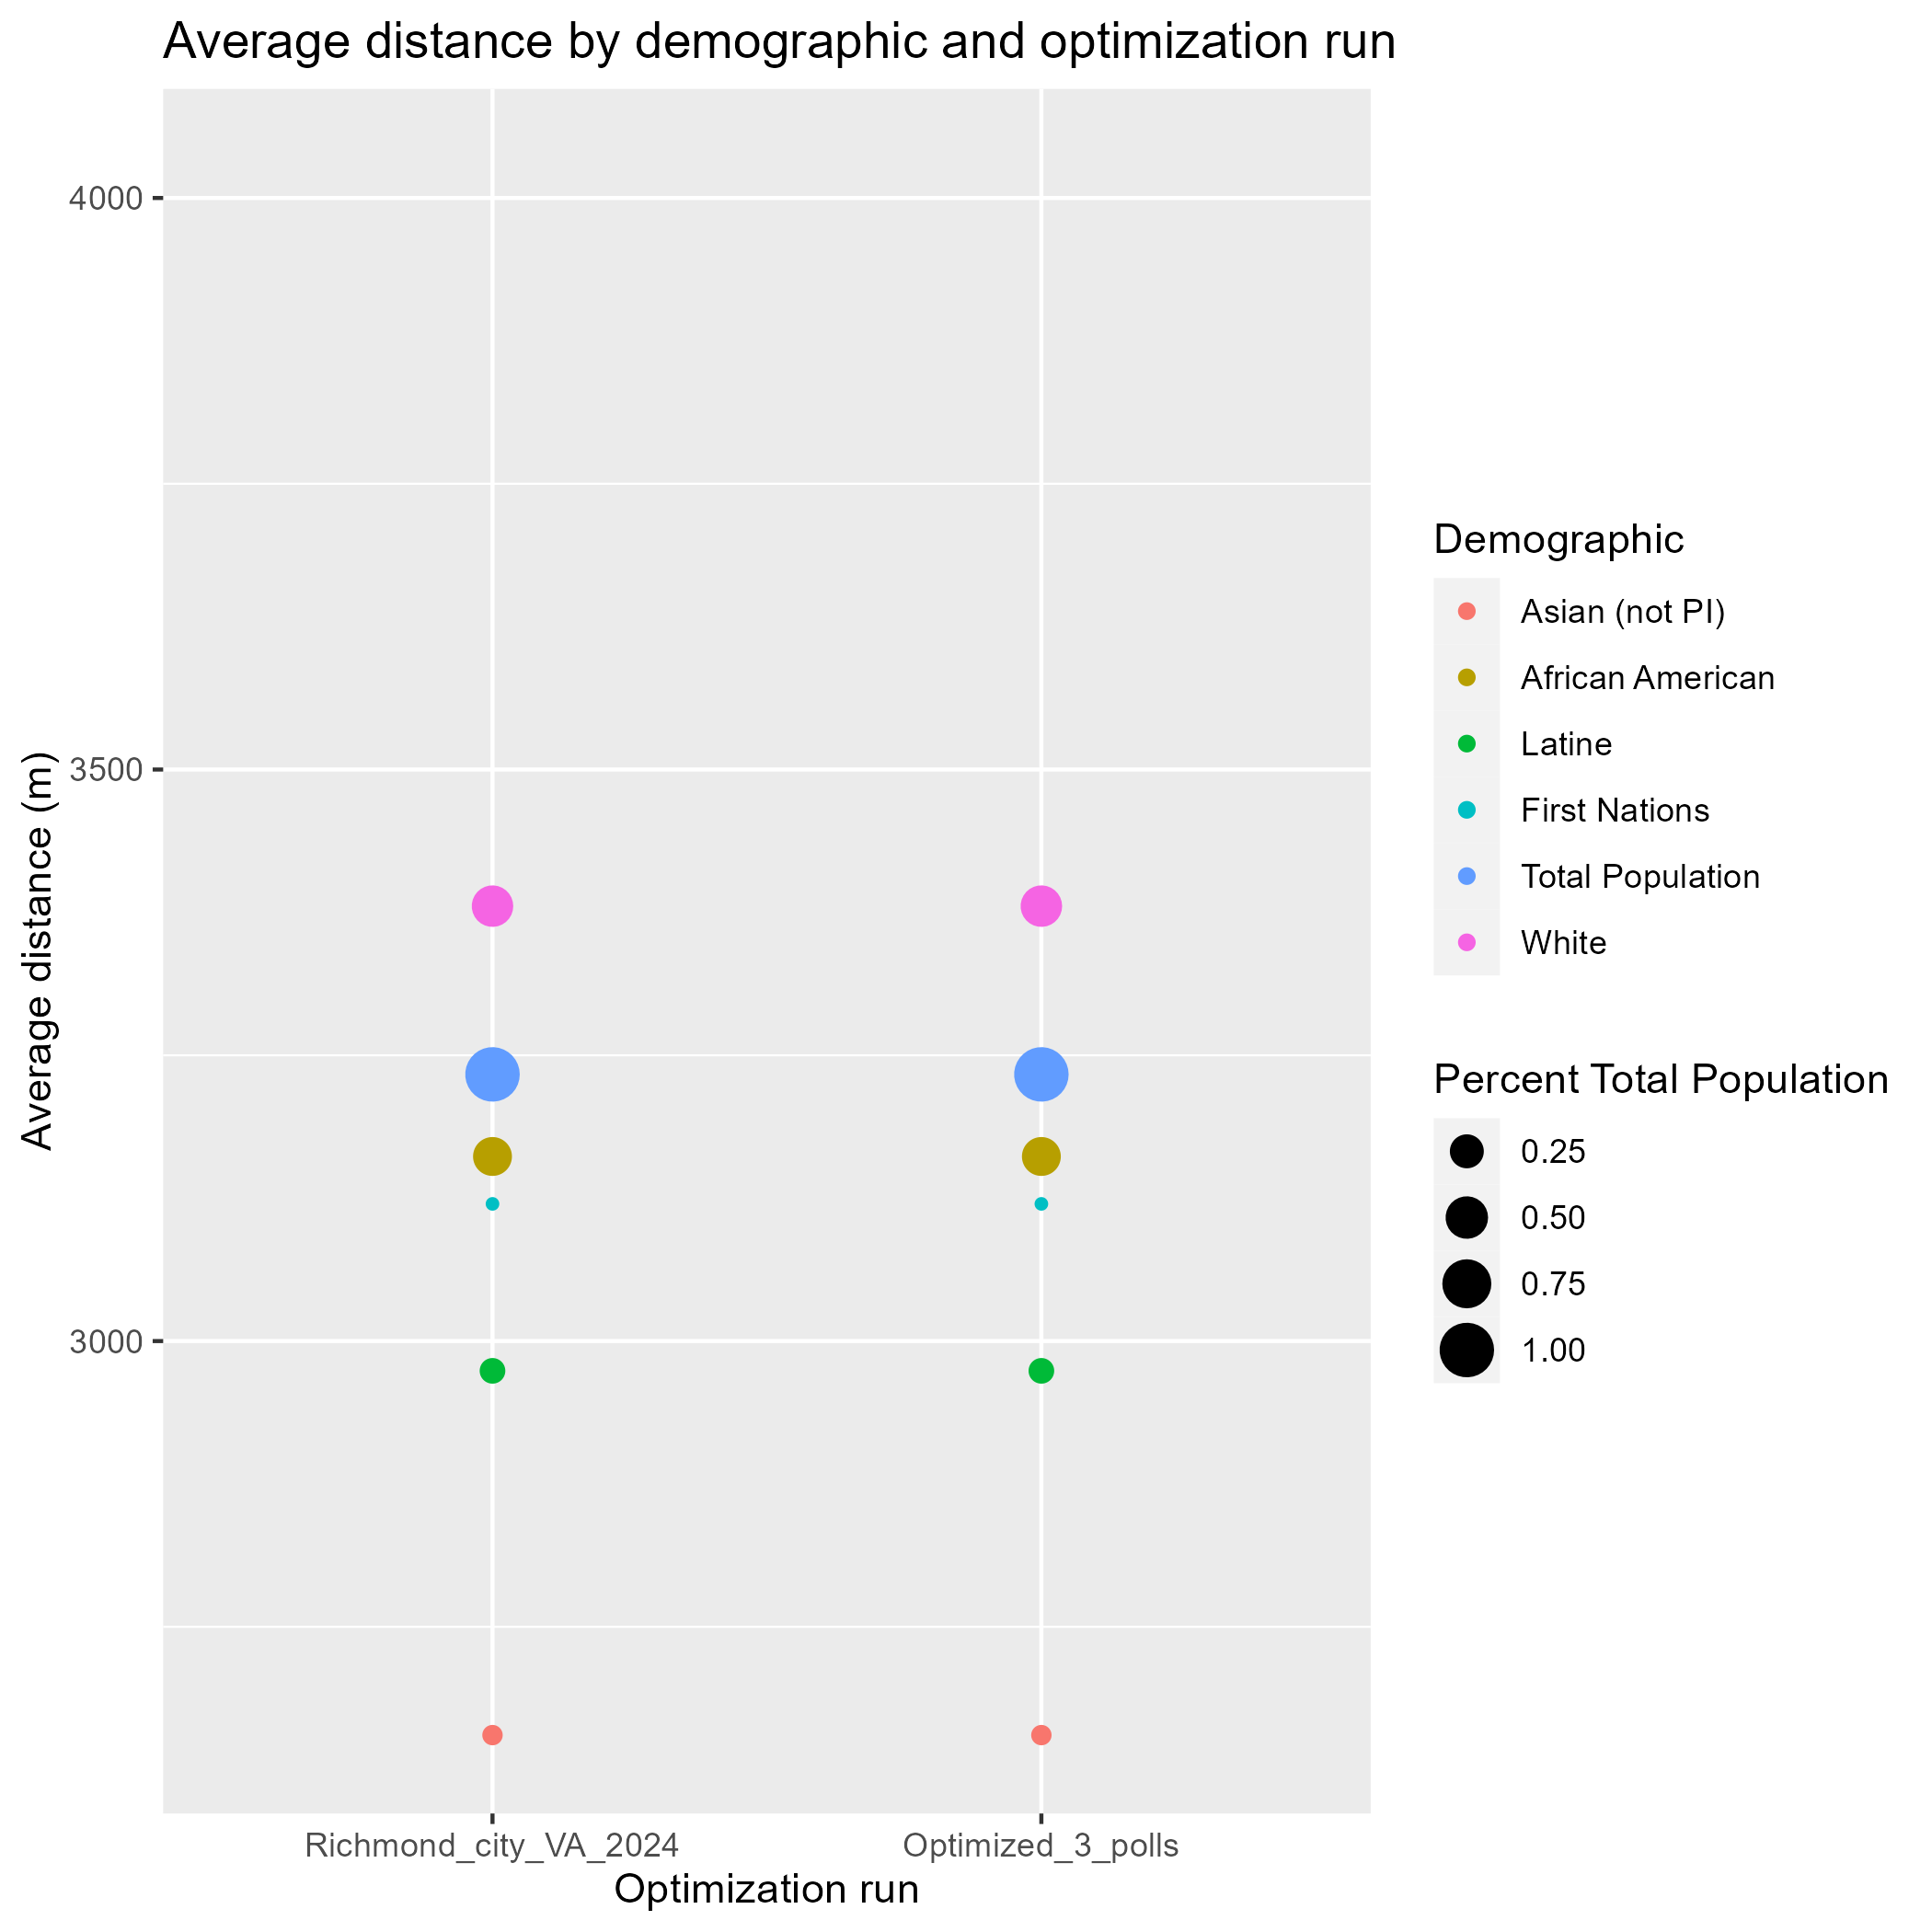 Average distance by demographic and optimization run
4000
3500
3000
Average distance (m)
Richmond_city_VA_2024
Optimized_3_polls
Optimization run
Demographic
Asian (not PI)
African American
Latine
First Nations
Total Population
White
Percent Total Population
0.25
0.50
0.75
1.00